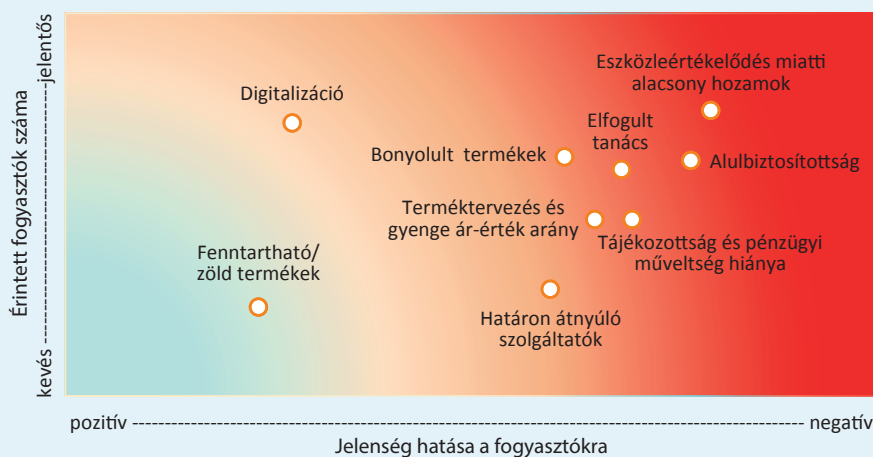 Érintett fogyasztók száma
kevés
jelentős
Eszközleértékelődés miatti
alacsony hozamok
Digitalizáció
Elfogult
tanács
Bonyolult termékek
Alulbiztosítottság
Terméktervezés és
gyenge ár-érték arány
Tájékozottság és pénzügyi
műveltség hiánya
Fenntartható/
zöld termékek
Határon átnyúló
szolgáltatók
pozitív
negatív
Jelenség hatása a fogyasztókra